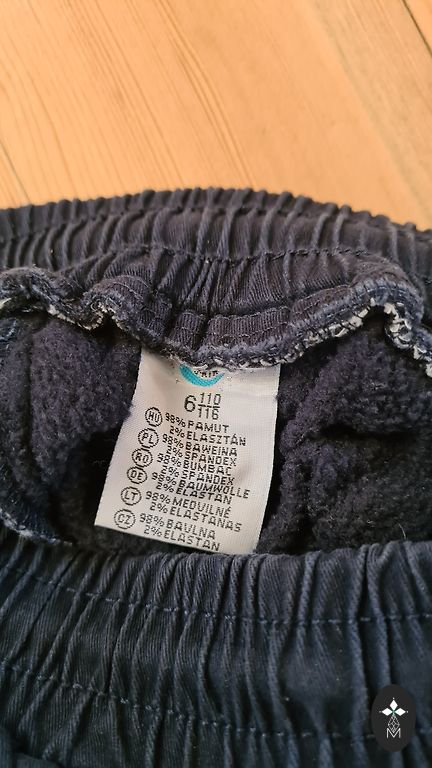 6 110
116
HU 98% PAMUT
2% ELASZTÁN
PL 98% BAWEŁNA
2% SPANDEX
RO 98% BUMBAC
2% SPANDEX
DE 98% BAUMWOLLE
2% ELASTAN
LT 98% MEDVILNĖ
2% ELASTANAS
CZ 98% BAVLNA
2% ELASTAN
M